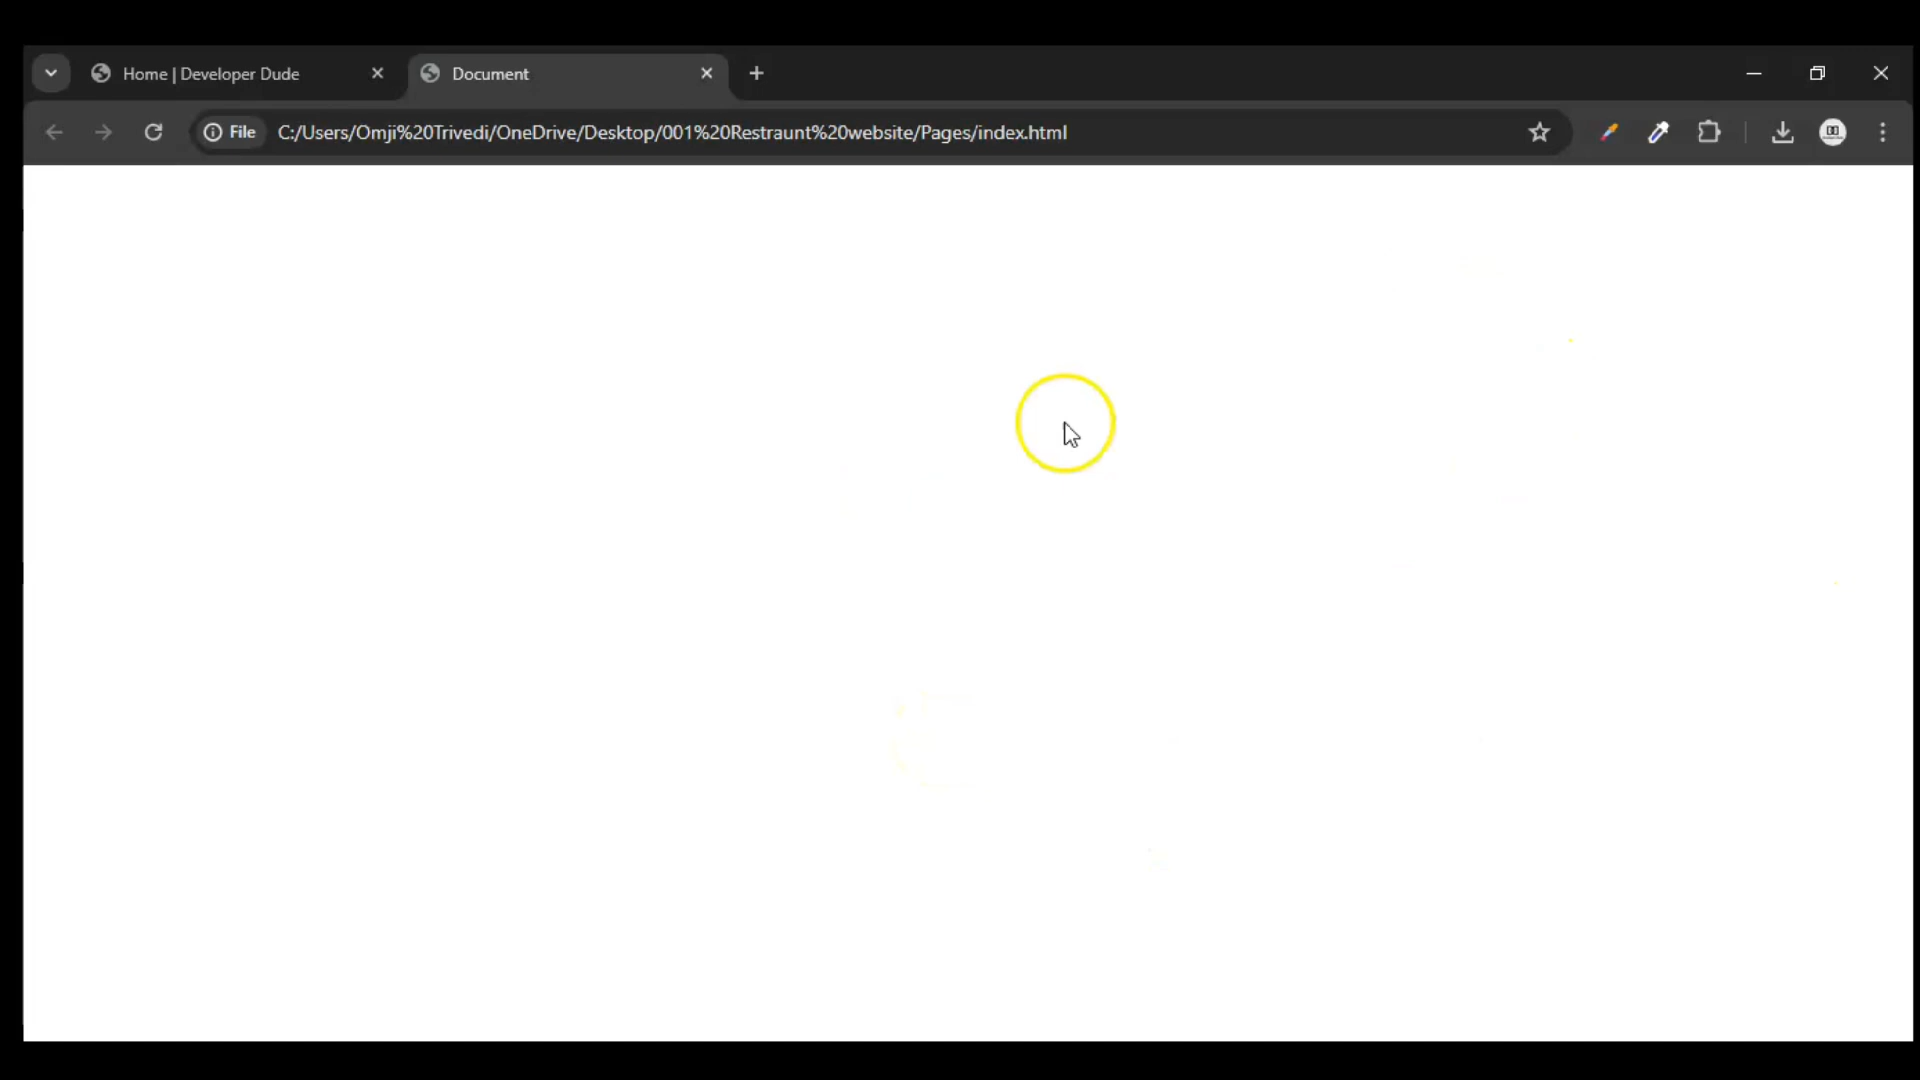 Home | Developer Dude
Document
File
C:/Users/Omji%20Trivedi/OneDrive/Desktop/001%20Restraunt%20website/Pages/index.html